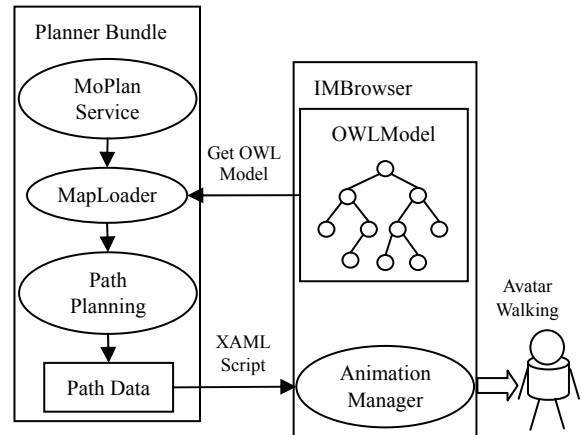 Planner Bundle
MoPlan
Service
MapLoader
Path
Planning
Path Data
Get OWL
Model
XAML
Script
IMBrowser
OWLModel
Animation
Manager
Avatar
Walking